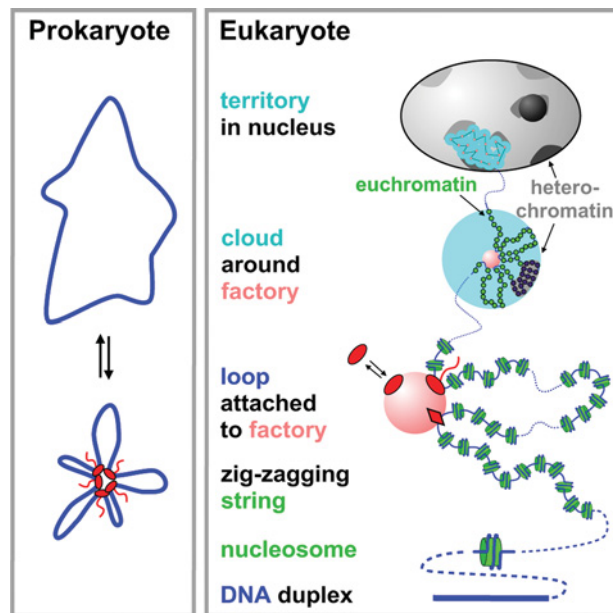 Prokaryote
Eukaryote
territory
in nucleus
euchromatin
hetero-
chromatin
cloud
around
factory
loop
attached
to factory
zig-zagging
string
nucleosome
DNA duplex